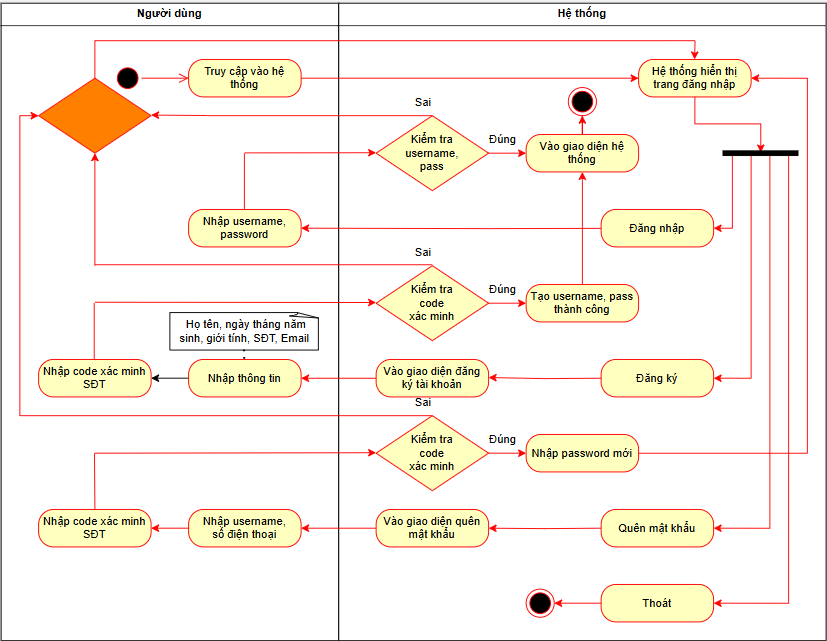 Người dùng
Hệ thống
Truy cập vào hệ
thống
Hệ thống hiển thị
trang đăng nhập
Sai
Kiểm tra
username,
pass
Đúng
Vào giao diện hệ
thống
Nhập username,
password
Đăng nhập
Sai
Kiểm tra
code
xác minh
Đúng
Tạo username, pass
thành công
Họ tên, ngày tháng năm
sinh, giới tính, SĐT, Email
Nhập code xác minh
SĐT
Nhập thông tin
Vào giao diện đăng
ký tài khoản
Đăng ký
Sai
Kiểm tra
code
xác minh
Đúng
Nhập password mới
Nhập code xác minh
SĐT
Nhập username,
số điện thoại
Vào giao diện quên
mật khẩu
Quên mật khẩu
Thoát